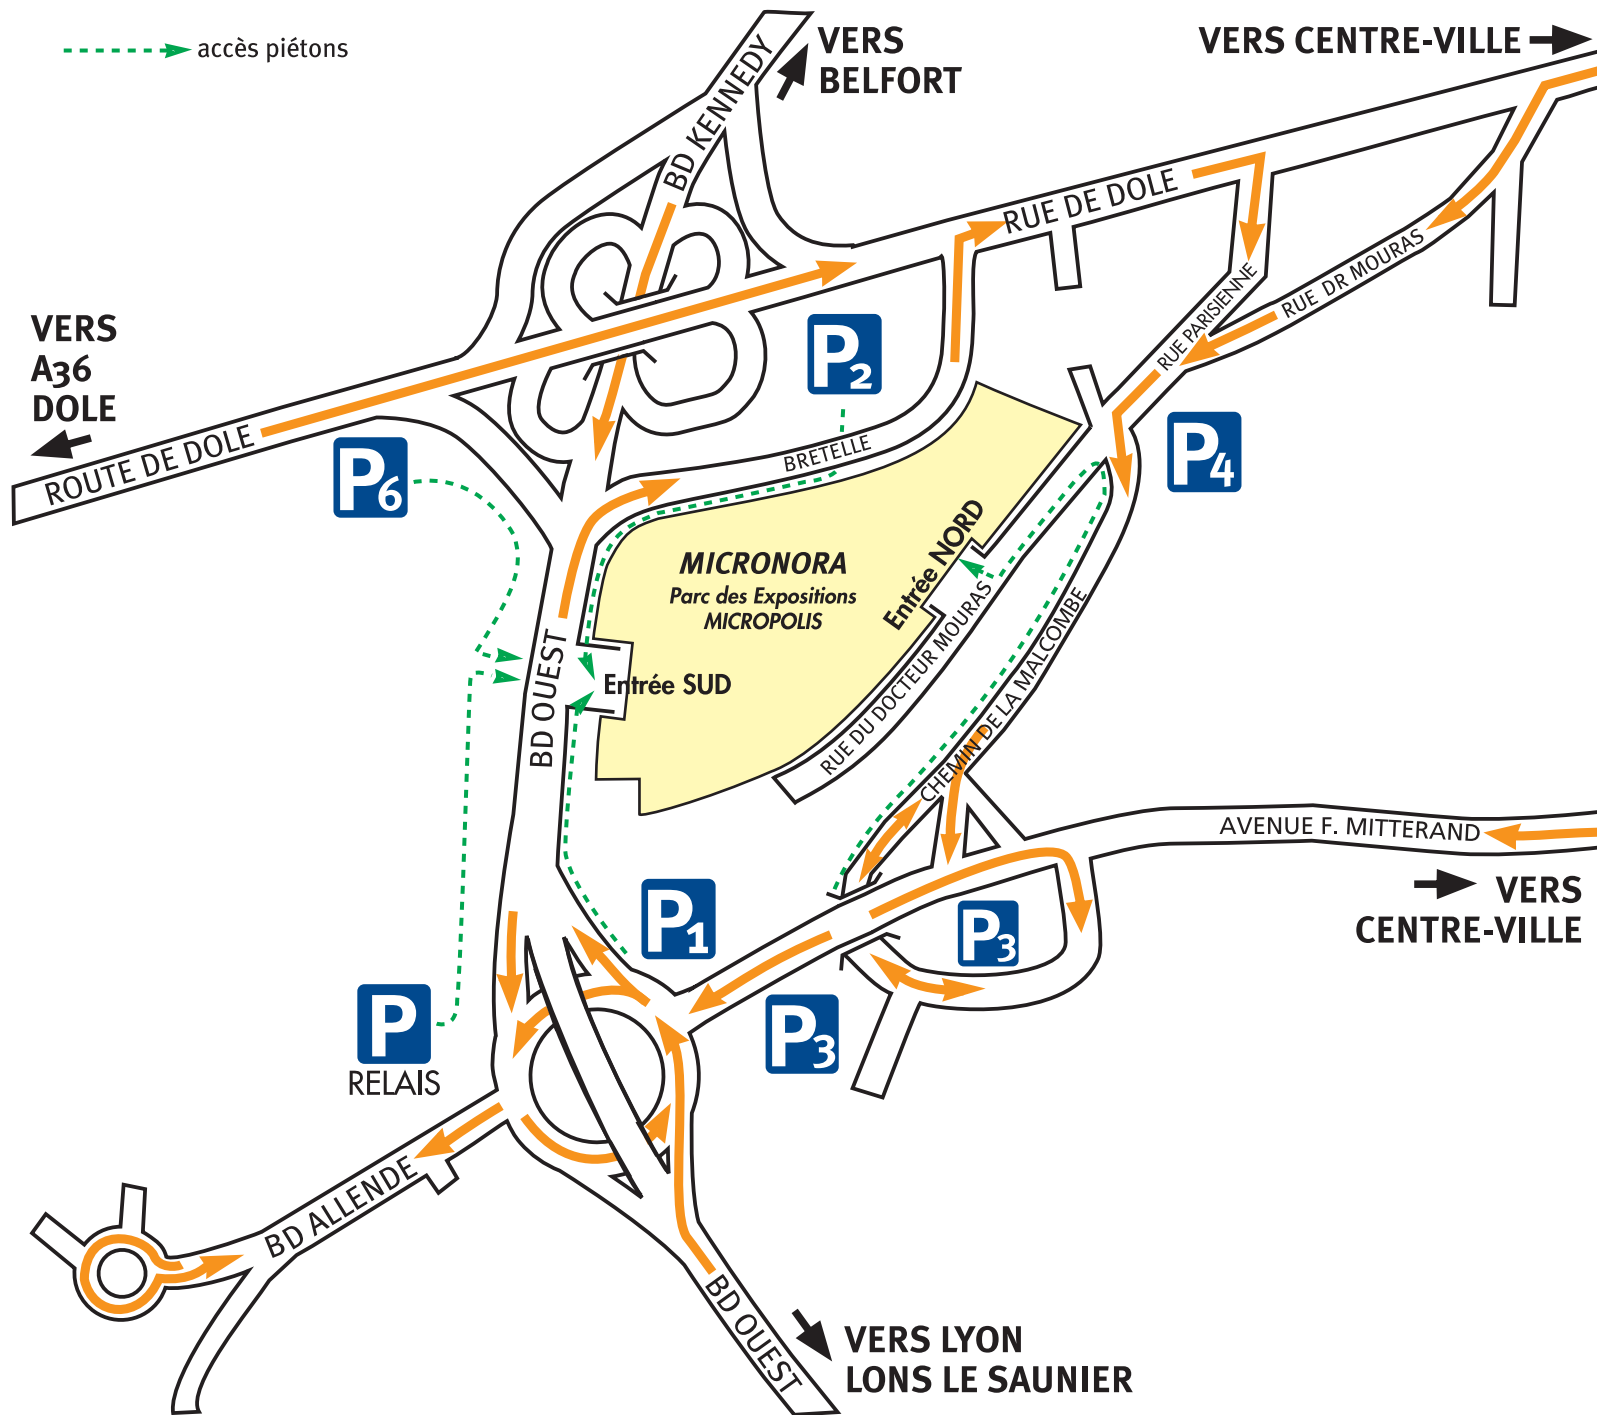 accès piétons
VERS
BELFORT
VERS CENTRE-VILLE
BD KENNEDY
RUE DE DOLE
RUE PARISIENNE
RUE DR MOURAS
VERS
A36
DOLE
ROUTE DE DOLE
P2
P6
P4
BRETELLE
MICRONORA
Parc des Expositions
MICROPOLIS
Entrée NORD
Entrée SUD
BD OUEST
RUE DU DOCTEUR MOURAS
CHEMIN DE LA MALCOMBE
AVENUE F. MITTERAND
VERS
CENTRE-VILLE
P1
P3
P3
P
RELAIS
BD ALLENDE
BD OUEST
VERS LYON
LONS LE SAUNIER